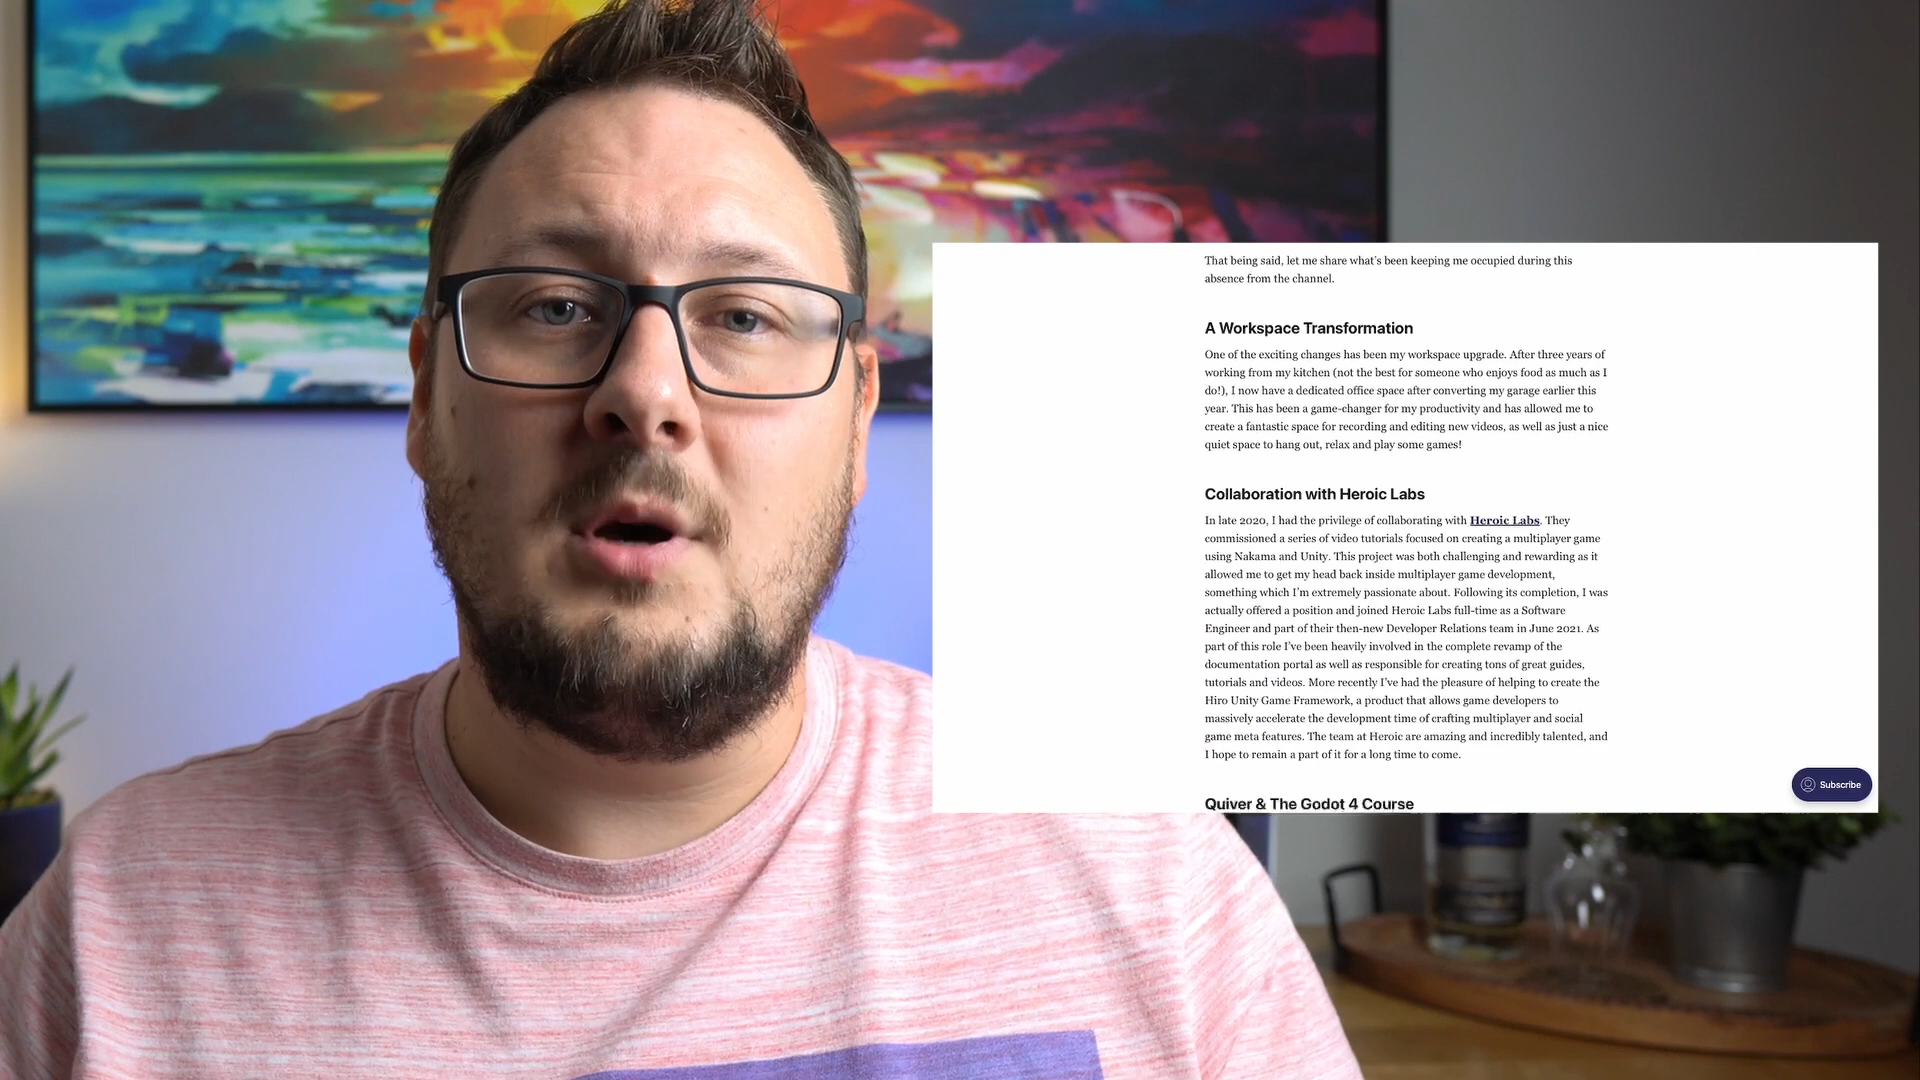 That being said, let me share what's been keeping me occupied during this
absence from the channel.
A Workspace Transformation
One of the exciting changes has been my workspace upgrade. After three years of
working from my kitchen (not the best for someone who enjoys food as much as I
do!), I now have a dedicated office space after converting my garage earlier this
year. This has been a game-changer for my productivity and has allowed me to
create a fantastic space for recording and editing new videos, as well as just a nice
quiet space to hang out, relax and play some games!
Collaboration with Heroic Labs
In late 2020, I had the privilege of collaborating with Heroic Labs. They
commissioned a series of video tutorials focused on creating a multiplayer game
using Nakama and Unity. This project was both challenging and rewarding as it
allowed me to get my head back inside multiplayer game development,
something which I'm extremely passionate about. Following its completion, I was
actually offered a position and joined Heroic Labs full-time as a Software
Engineer and part of their then-new Developer Relations team in June 2021. As
part of this role I've been heavily involved in the complete revamp of the
documentation portal as well as responsible for creating tons of great guides,
tutorials and videos. More recently I've had the pleasure of helping to create the
Hiro Unity Game Framework, a product that allows game developers to
massively accelerate the development time of crafting multiplayer and social
game meta features. The team at Heroic are amazing and incredibly talented, and
I hope to remain a part of it for a long time to come.
Subscribe
Quiver & The Godot 4 Course